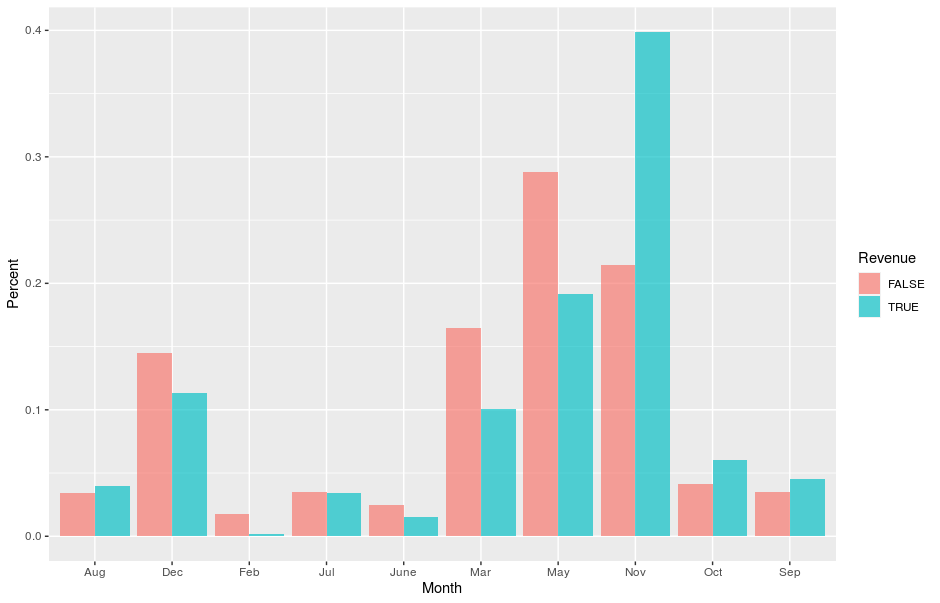 0.4
0.3
0.2
0.1
0.0
Percent
Aug Dec Feb Jul June Mar May Nov Oct Sep
Month
Revenue
FALSE
TRUE